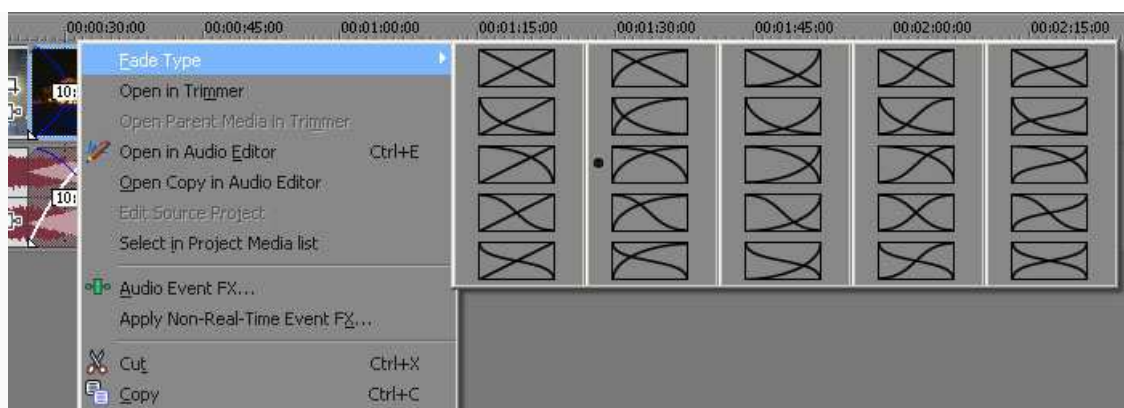 00:00:30:00 00:00:45:00 00:01:00:00 00:01:15:00 00:01:30:00 00:01:45:00 00:02:00:00 00:02:15:00
Fade Type
10:
Open in Trimmer
Open Parent Media in Trimmer
Open in Audio Editor Ctrl+E
Open Copy in Audio Editor
10:
Edit Source Project
Select in Project Media list
Audio Event FX...
Apply Non-Real-Time Event FX...
Cut Ctrl+X
Copy Ctrl+C